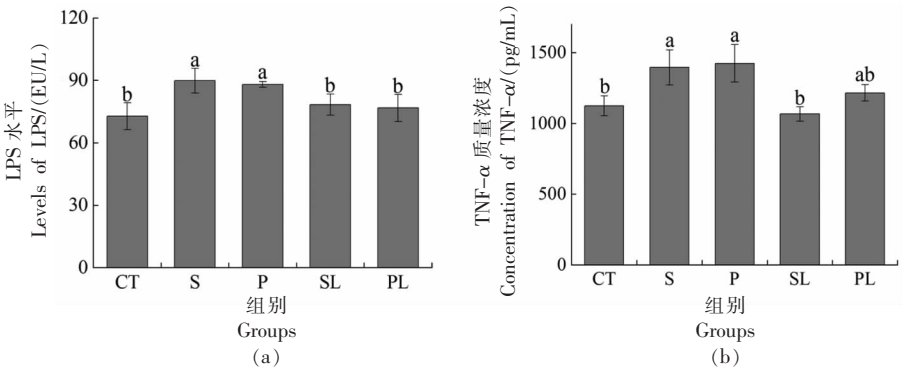 LPS 水平
Levels of LPS/(EU/L)
120
90
60
30
0
b
a
a
b
b
CT
S
P
SL
PL
组别
Groups
(a)
TNF-α 质量浓度
Concentration of TNF-α/(pg/mL)
1500
1000
500
0
b
a
a
b
ab
CT
S
P
SL
PL
组别
Groups
(b)